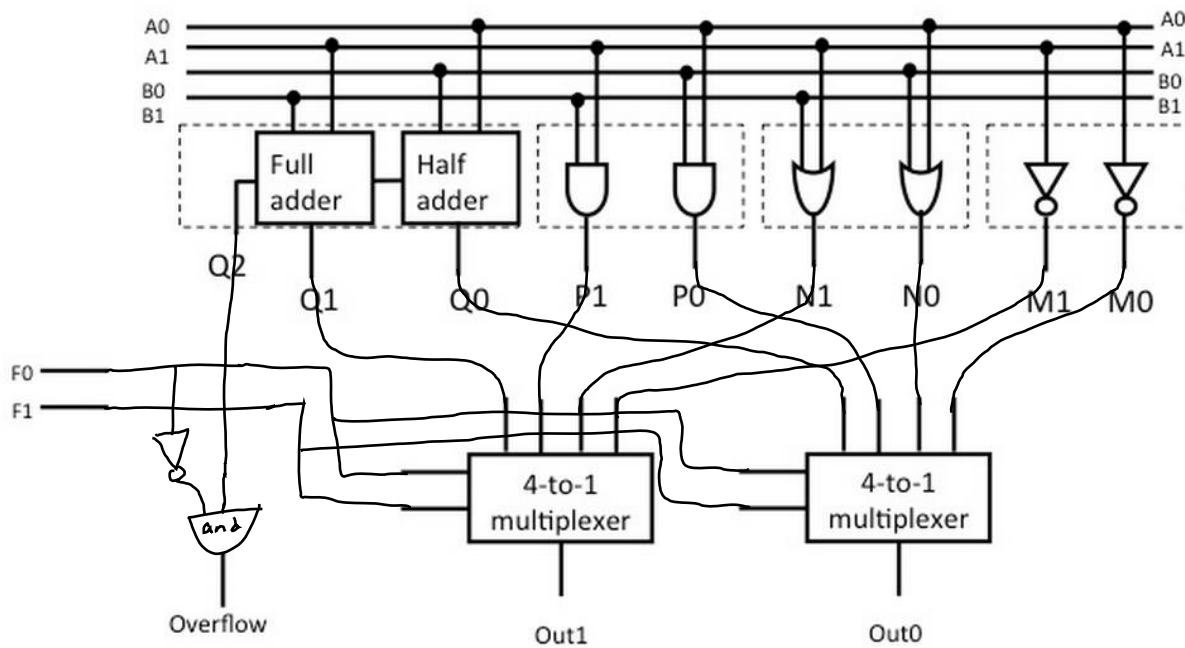 A0 A0
A1 A1
B0 B0
B1 B1
Full adder
Half adder
Q2 Q1 Q0 P1 P0 N1 N0 M1 M0
F0
F1
4-to-1 multiplexer
4-to-1 multiplexer
and
Overflow Out1 Out0